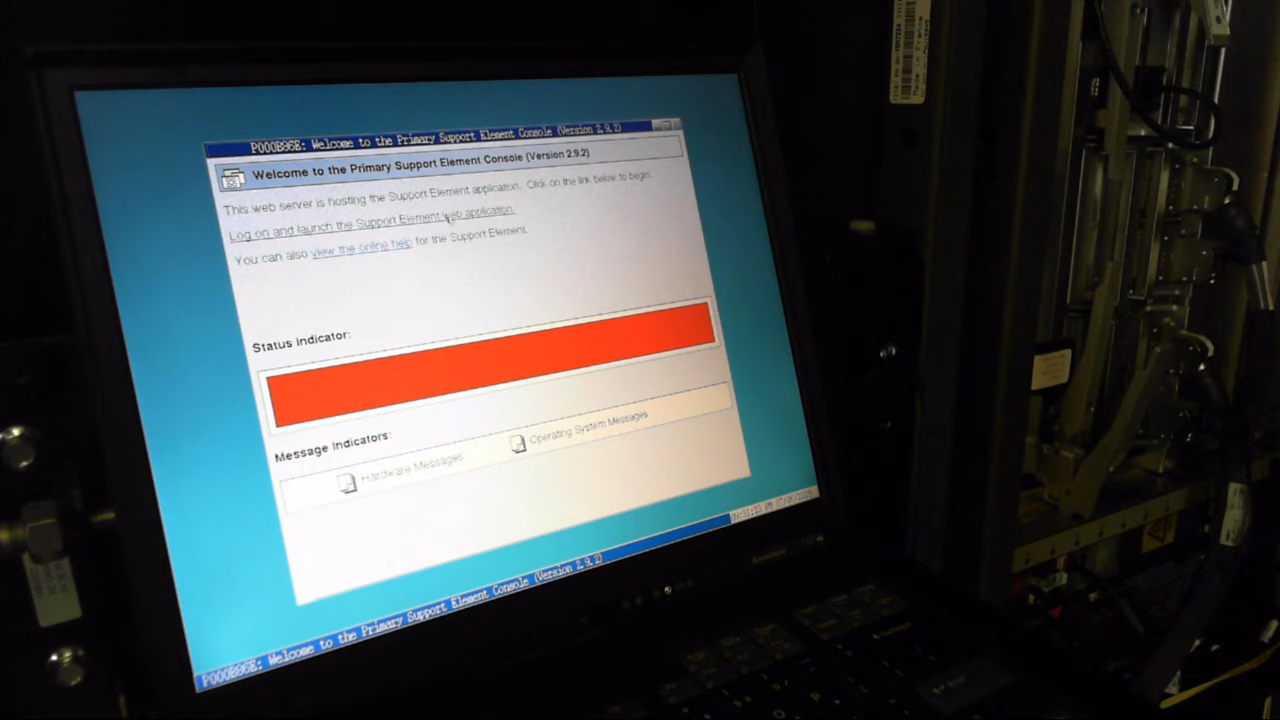 P000B96E: Welcome to the Primary Support Element Console (Version 2.9.2)
Welcome to the Primary Support Element Console (Version 2.9.2)
This web server is hosting the Support Element application. Click on the link below to begin.
Log on and launch the Support Element web application.
You can also view the online help for the Support Element.
Status indicator:
Message indicators:
Hardware Messages
Operating System Messages
P000B96E: Welcome to the Primary Support Element Console (Version 2.9.2)
Made in France